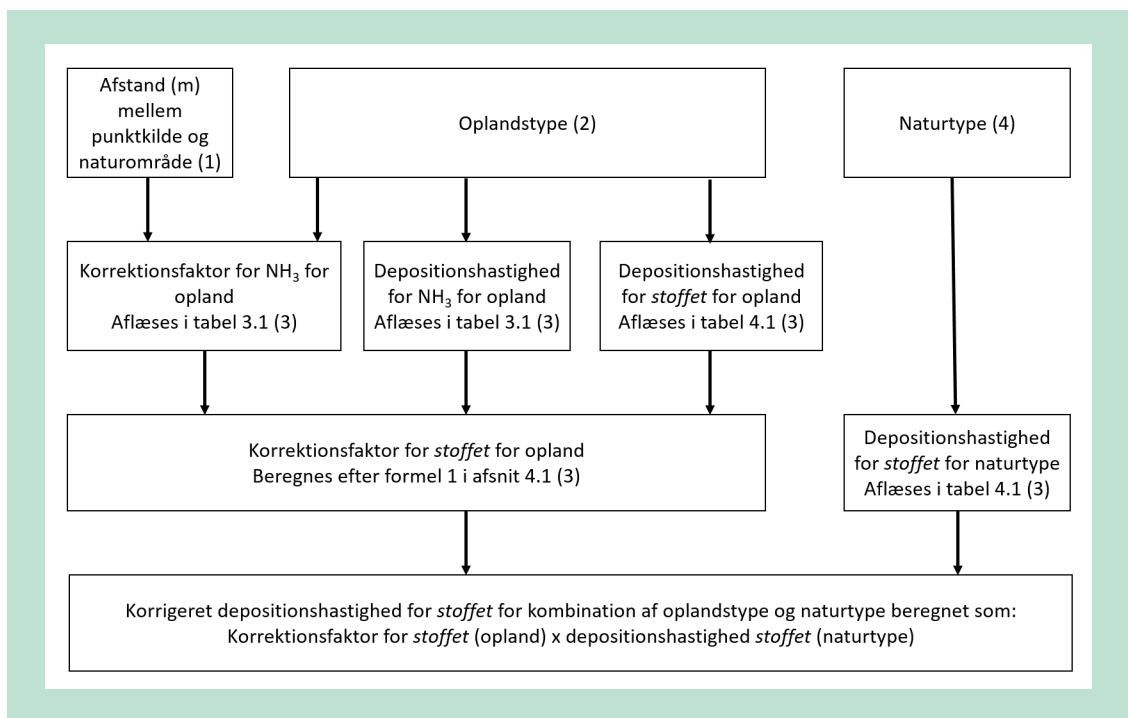 Afstand (m)
mellem
punktkilde og
naturområde (1)
Oplandstype (2)
Naturtype (4)
Korrektionsfaktor for NH₃ for
opland
Aflæses i tabel 3.1 (3)
Depositionshastighed
for NH₃ for opland
Aflæses i tabel 3.1 (3)
Depositionshastighed
for stoffet for opland
Aflæses i tabel 4.1 (3)
Korrektionsfaktor for stoffet for opland
Beregnes efter formel 1 i afsnit 4.1 (3)
Depositionshastighed
for stoffet for naturtype
Aflæses i tabel 4.1 (3)
Korrigeret depositionshastighed for stoffet for kombination af oplandstype og naturtype beregnet som:
Korrektionsfaktor for stoffet (opland) x depositionshastighed stoffet (naturtype)